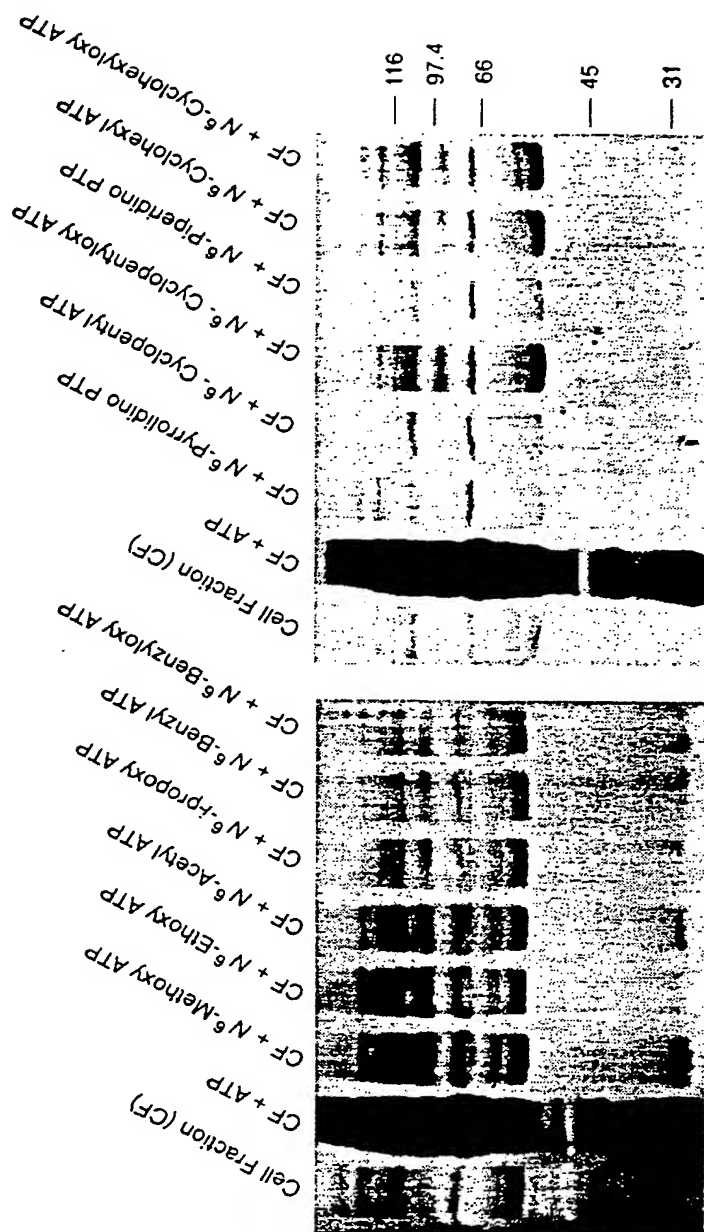 CF + N⁶-Cyclohexyloxy ATP
CF + N⁶-Cyclohexyl ATP
CF + N⁶-Piperidino PTP
CF + N⁶-Cyclopentyloxy ATP
CF + N⁶-Cyclopentyl ATP
CF + N⁶-Pyrrolidino PTP
CF + ATP
Cell Fraction (CF)
116
97.4
66
45
31
CF + N⁶-Benzyloxy ATP
CF + N⁶-Benzyl ATP
CF + N⁶-i-propoxy ATP
CF + N⁶-Acetyl ATP
CF + N⁶-Ethoxy ATP
CF + N⁶-Methoxy ATP
CF + ATP
Cell Fraction (CF)